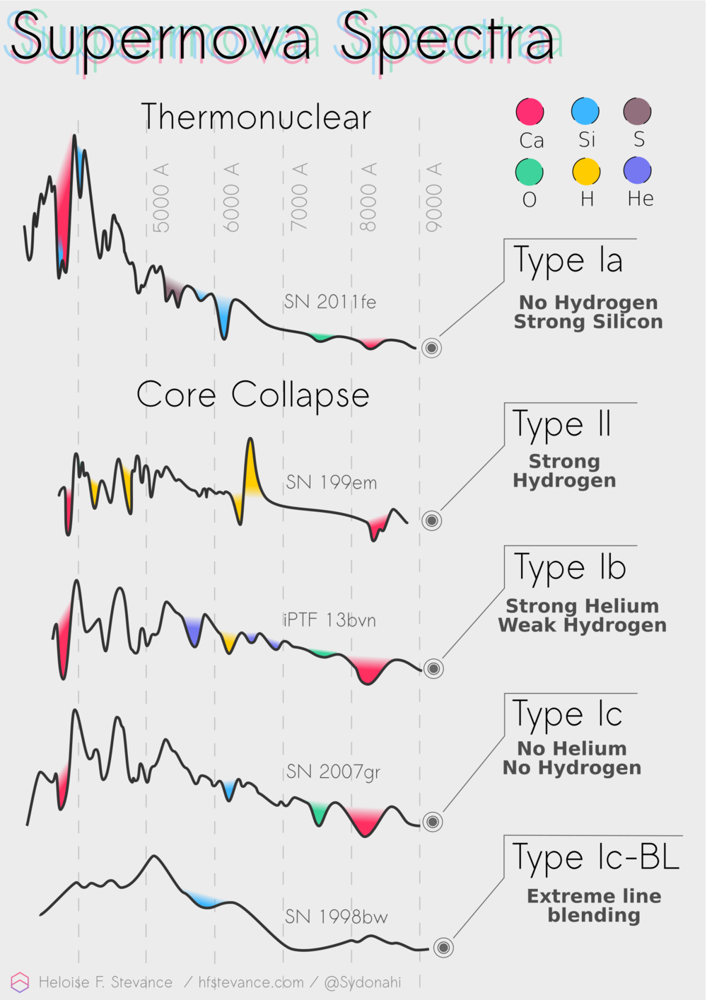 Supernova Spectra
Thermonuclear
Ca Si S
O H He
5000 A
6000 A
7000 A
8000 A
9000 A
Type Ia
No Hydrogen
Strong Silicon
SN 2011fe
Core Collapse
Type II
Strong
Hydrogen
SN 199em
Type Ib
Strong Helium
Weak Hydrogen
iPTF 13bvn
Type Ic
No Helium
No Hydrogen
SN 2007gr
Type Ic-BL
Extreme line
blending
SN 1998bw
Heloise F. Stevance / hfstevance.com / @Sydonahi